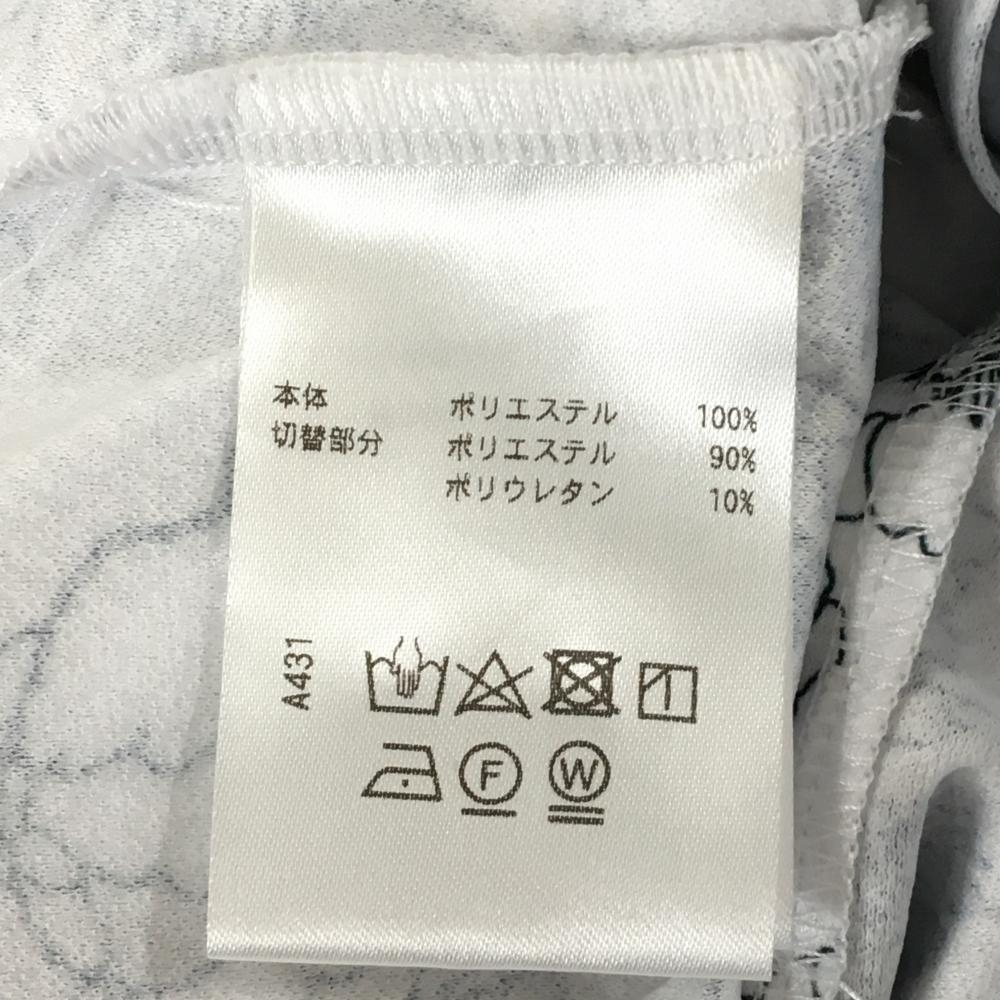 本体 ポリエステル 100%
切替部分 ポリエステル 90%
ポリウレタン 10%
A431
F W